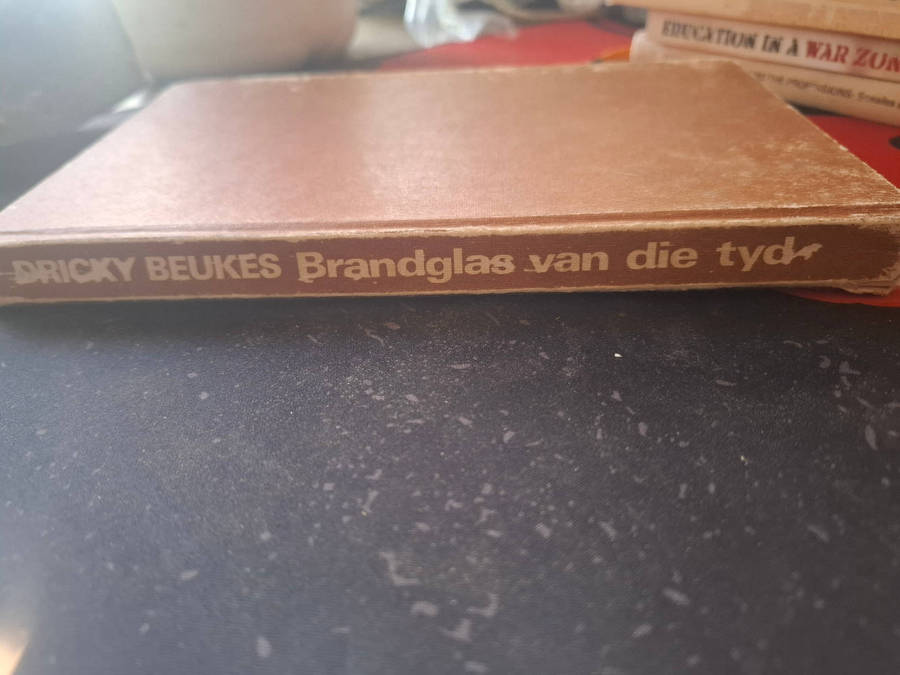 EDUCATION IN A WAR ZON
DRICKY BEUKES Brandglas van die tyd